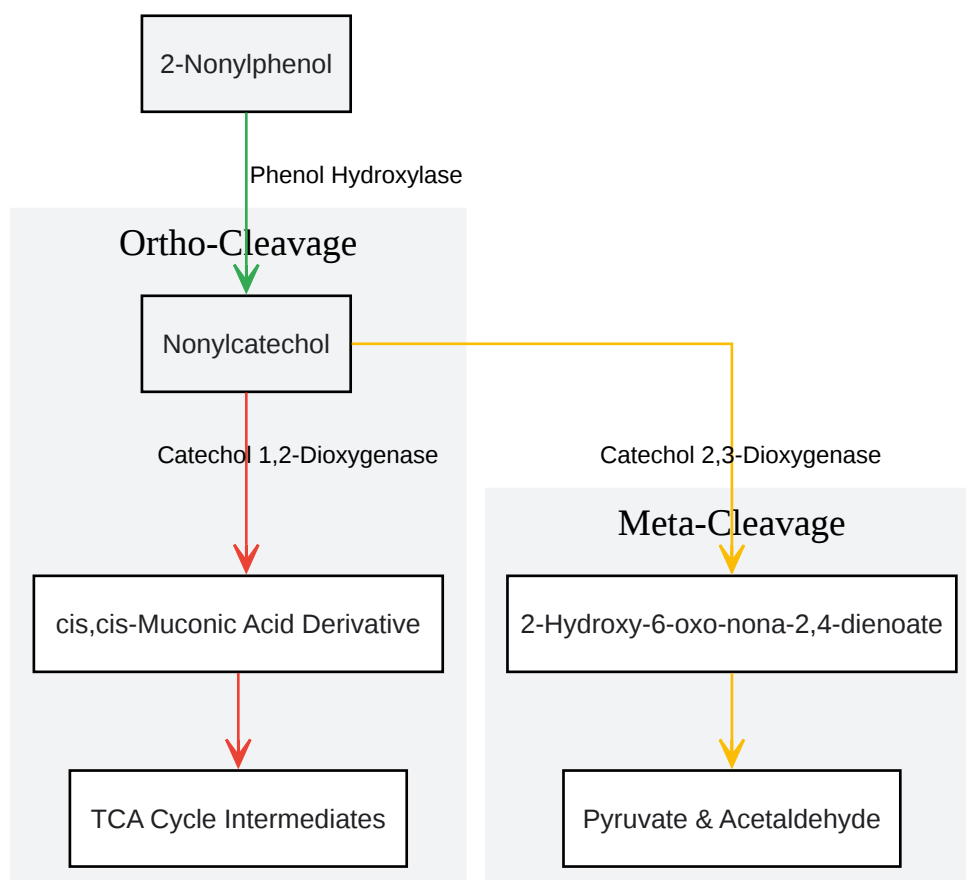 2-Nonylphenol
Phenol Hydroxylase
Ortho-Cleavage
Nonylcatechol
Catechol 1,2-Dioxygenase
Catechol 2,3-Dioxygenase
Meta-Cleavage
cis,cis-Muconic Acid Derivative
2-Hydroxy-6-oxo-nona-2,4-dienoate
TCA Cycle Intermediates
Pyruvate & Acetaldehyde